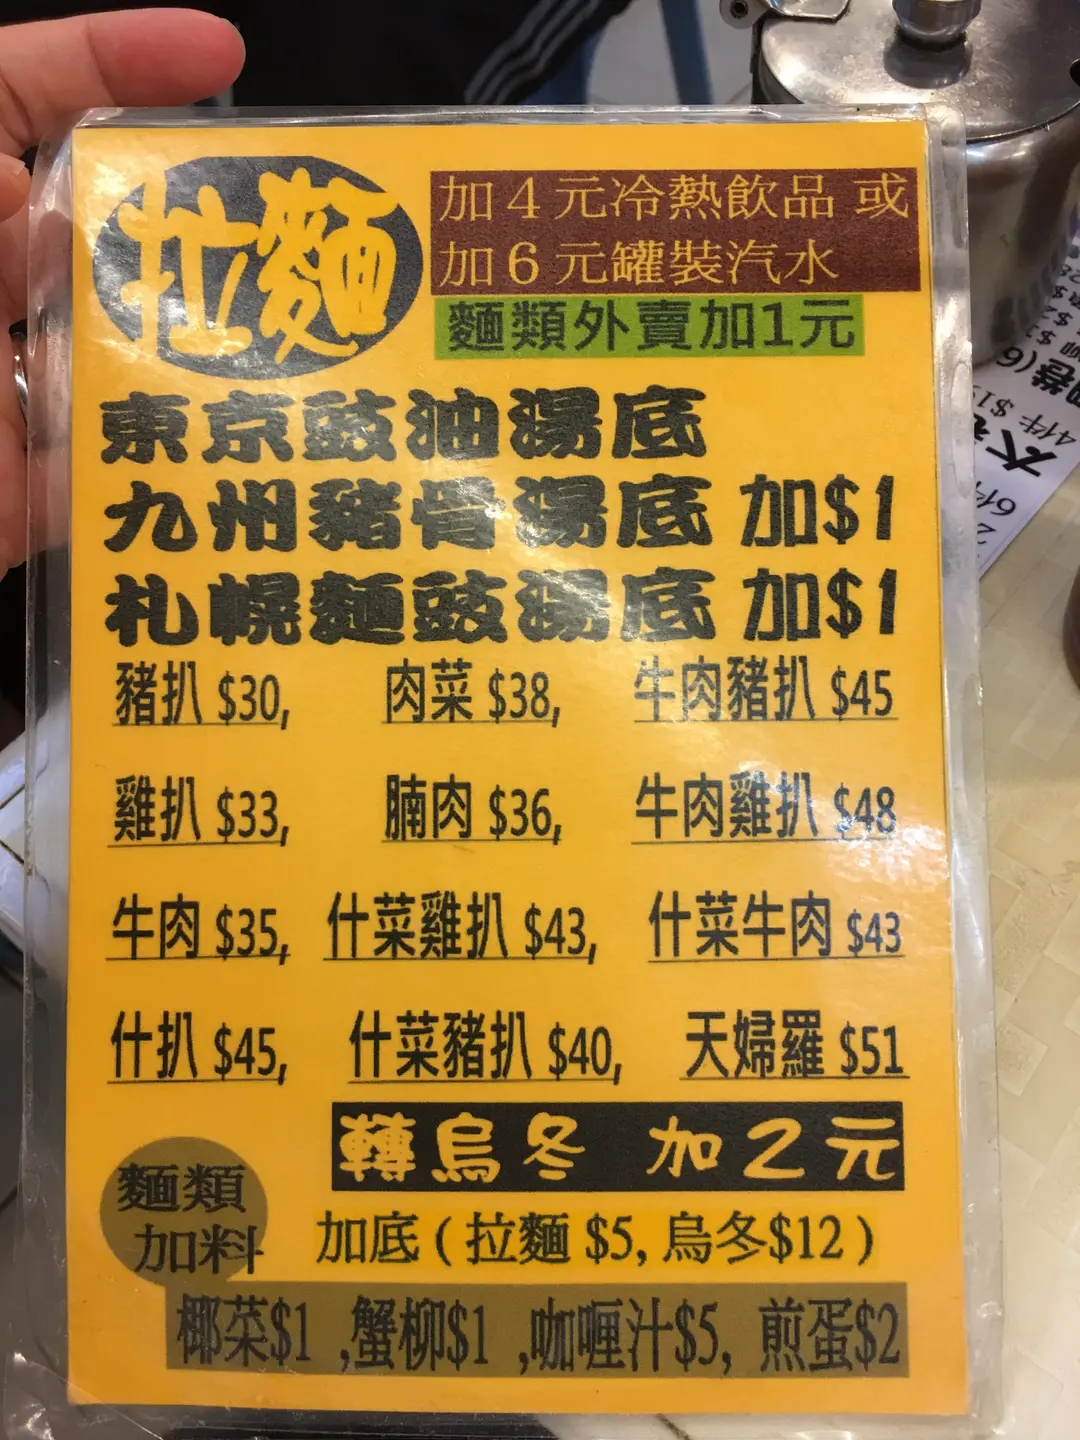 拉麵
加4元冷熱飲品 或
加6元罐裝汽水
麵類外賣加1元
東京豉油湯底
九州豬骨湯底 加$1
札幌麵豉湯底 加$1
豬扒 $30, 肉菜 $38, 牛肉豬扒 $45
雞扒 $33, 腩肉 $36, 牛肉雞扒 $48
牛肉 $35, 什菜雞扒 $43, 什菜牛肉 $43
什扒 $45, 什菜豬扒 $40, 天婦羅 $51
轉烏冬 加2元
麵類
加料
加底 ( 拉麵 $5, 烏冬$12 )
椰菜$1 ,蟹柳$1 ,咖喱汁$5, 煎蛋$2